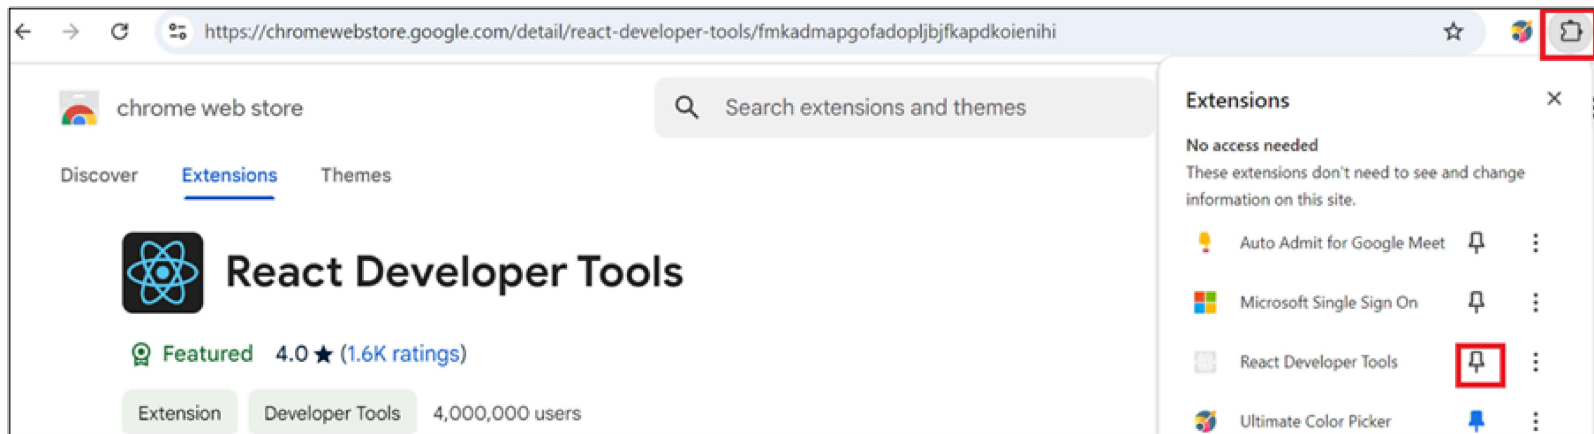 https://chromewebstore.google.com/detail/react-developer-tools/fmkadmapgofadopljbjfkapdkoienihi
chrome web store
Search extensions and themes
Discover
Extensions
Themes
React Developer Tools
Featured
4.0 ★ (1.6K ratings)
Extension
Developer Tools
4,000,000 users
Extensions
No access needed
These extensions don't need to see and change
information on this site.
Auto Admit for Google Meet
Microsoft Single Sign On
React Developer Tools
Ultimate Color Picker